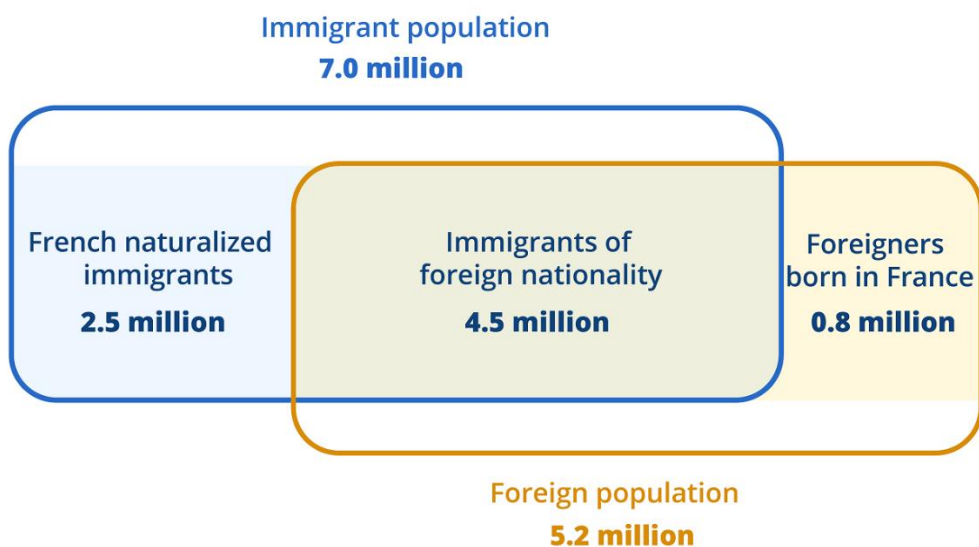 Immigrant population
7.0 million
French naturalized
immigrants
2.5 million
Immigrants of
foreign nationality
4.5 million
Foreigners
born in France
0.8 million
Foreign population
5.2 million